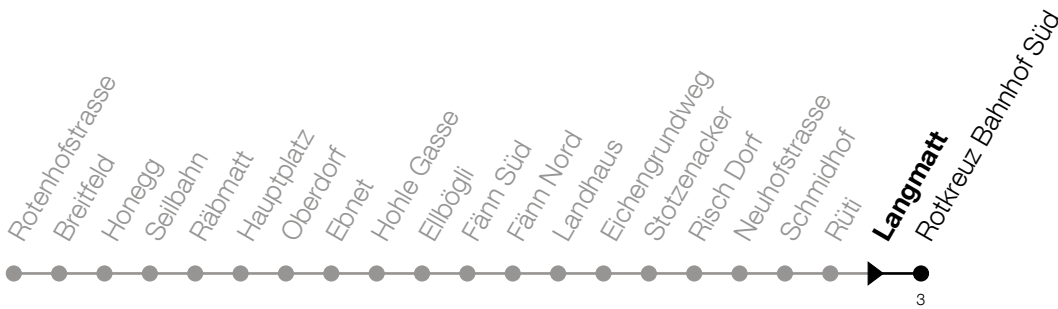 Rotenhofstrasse
Breitfeld
Honegg
Seilbahn
Räbmatt
Hauptplatz
Oberdorf
Ebnet
Hohle Gasse
Ellbögli
Fänn Süd
Fänn Nord
Landhaus
Eichengrundweg
Stotzenacker
Risch Dorf
Neuhofstrasse
Schmidhof
Rüti
Langmatt
Rotkreuz Bahnhof Süd
3